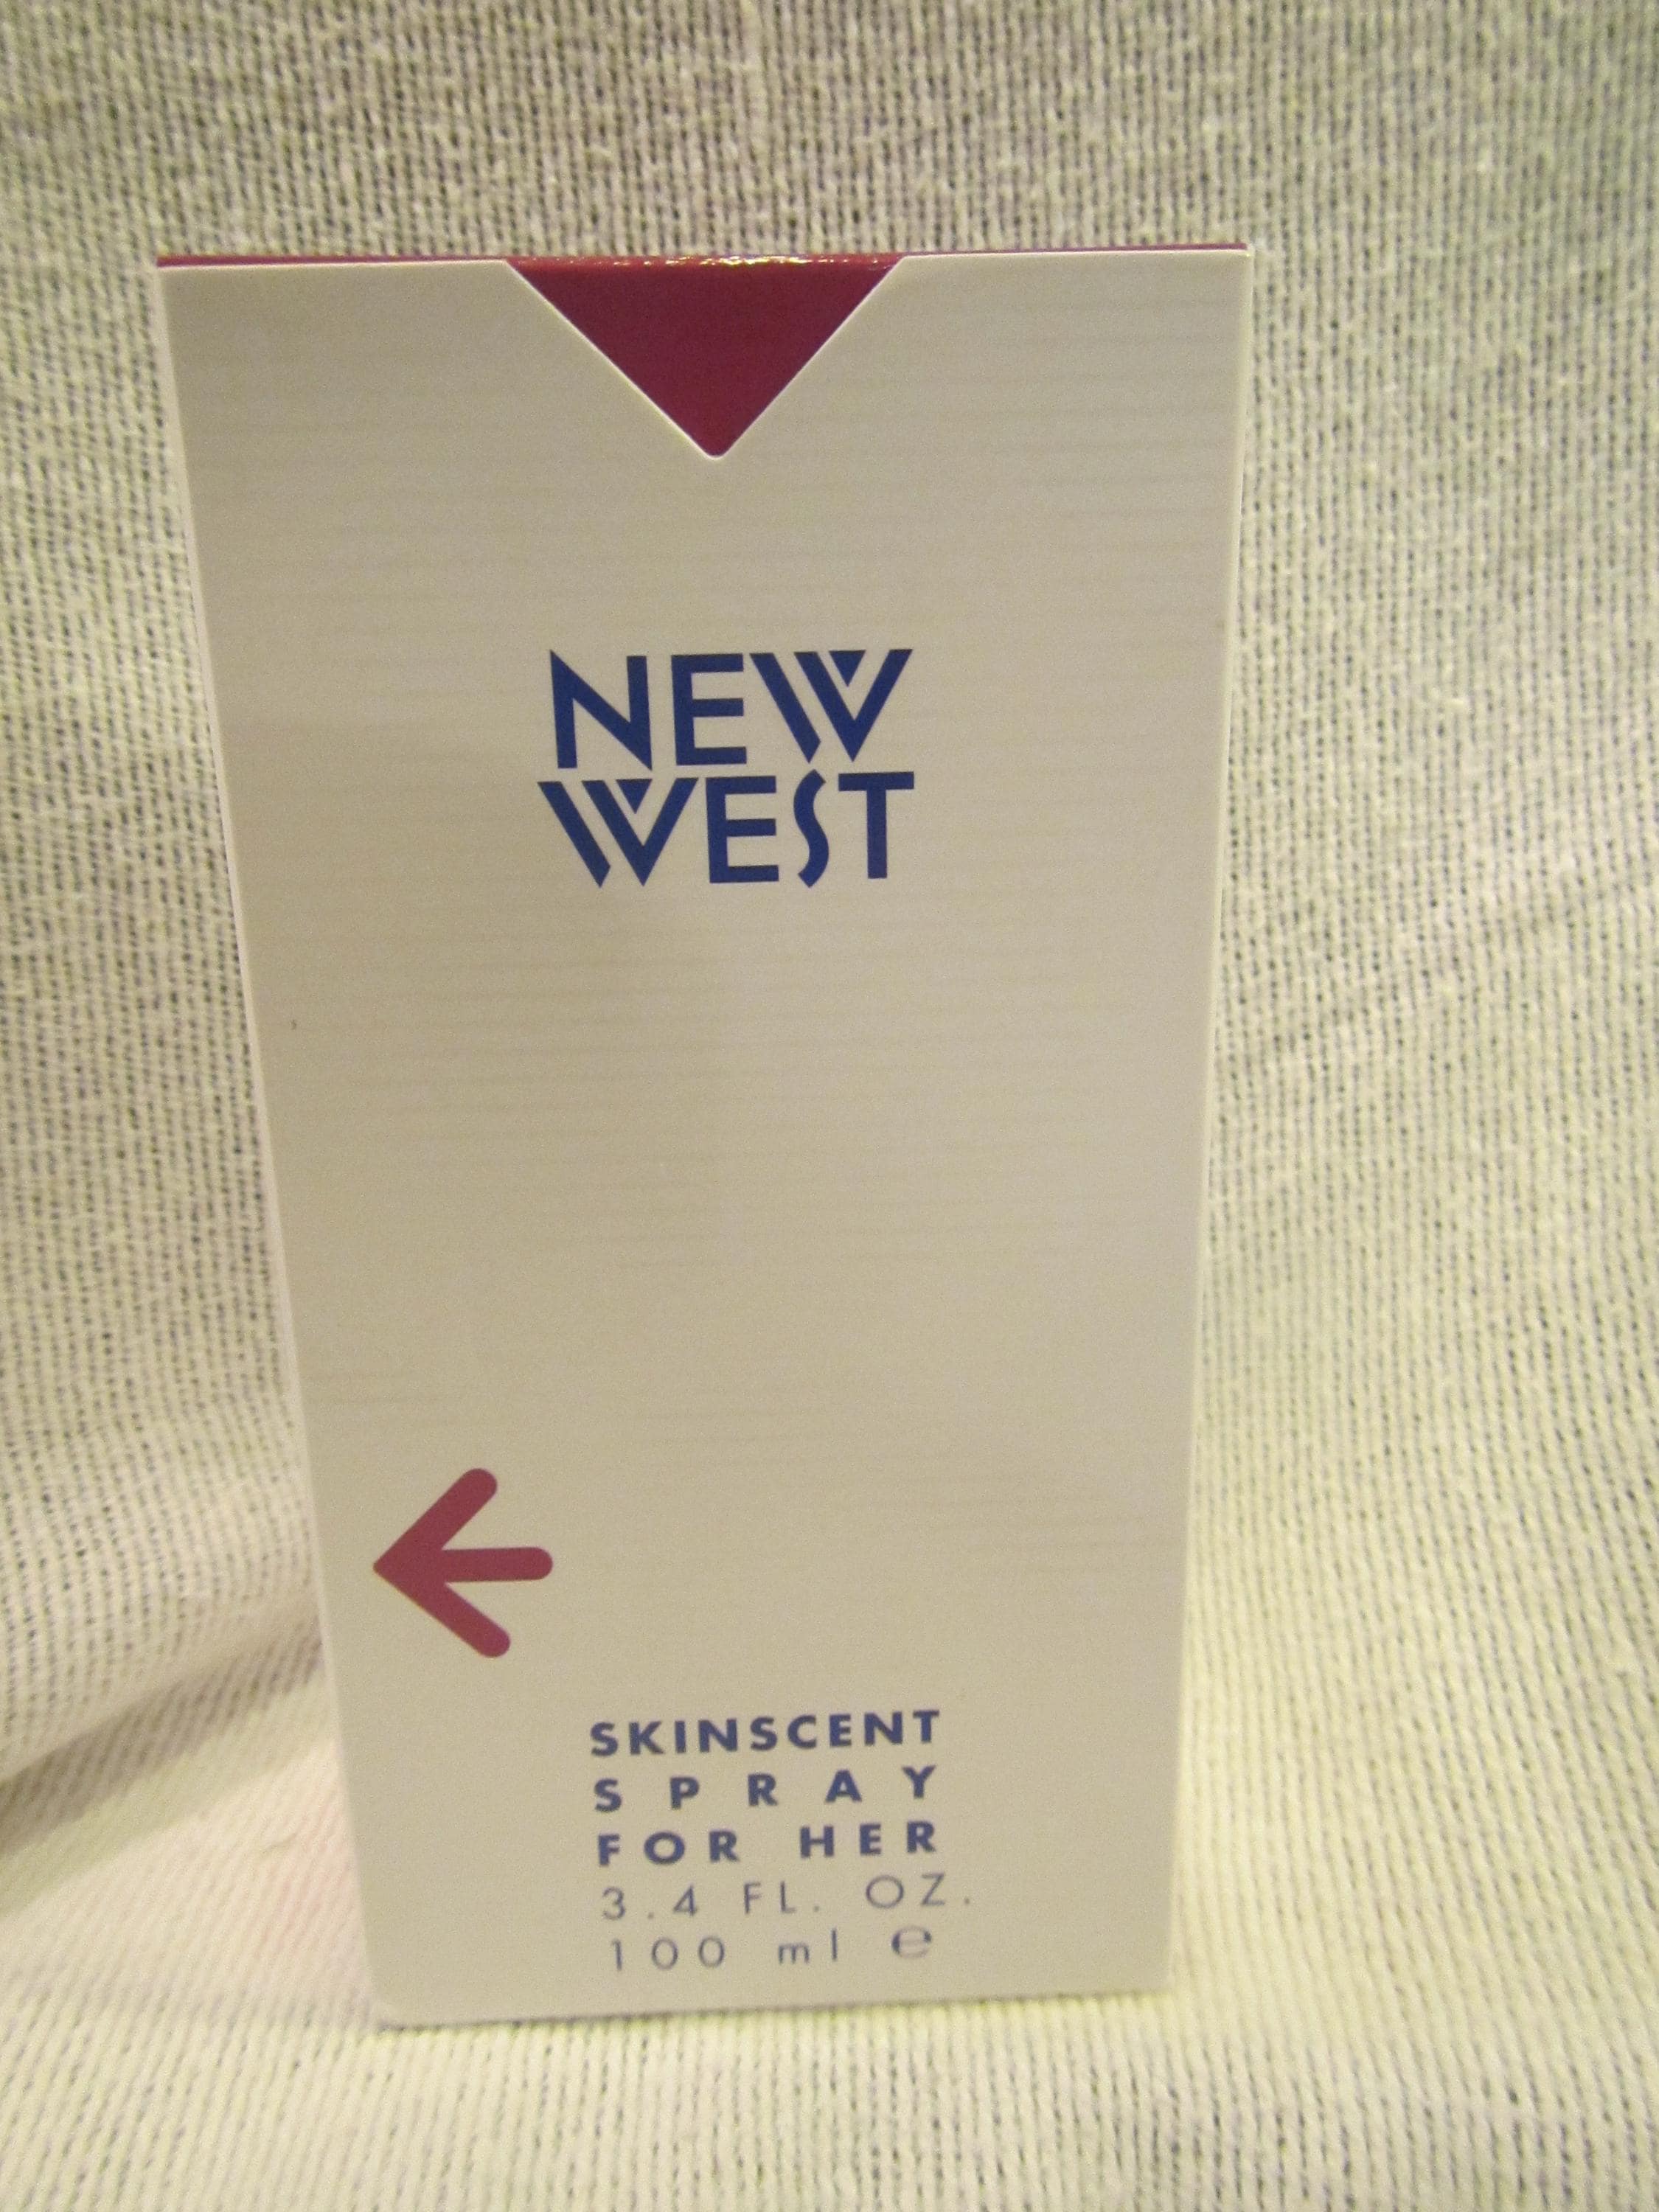 NEW
WEST
SKINSCENT
SPRAY
FOR HER
3.4 FL. OZ.
100 ml ℮